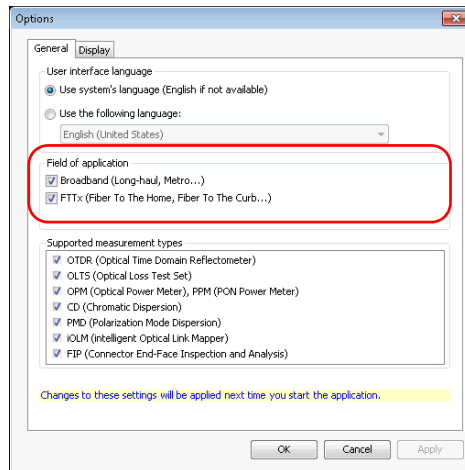 Options
General
Display
User interface language
Use system's language (English if not available)
Use the following language:
English (United States)
Field of application
Broadband (Long-haul, Metro...)
FTTx (Fiber To The Home, Fiber To The Curb...)
Supported measurement types
OTDR (Optical Time Domain Reflectometer)
OLTS (Optical Loss Test Set)
OPM (Optical Power Meter), PPM (PON Power Meter)
CD (Chromatic Dispersion)
PMD (Polarization Mode Dispersion)
iOLM (intelligent Optical Link Mapper)
FIP (Connector End-Face Inspection and Analysis)
Changes to these settings will be applied next time you start the application.
OK
Cancel
Apply